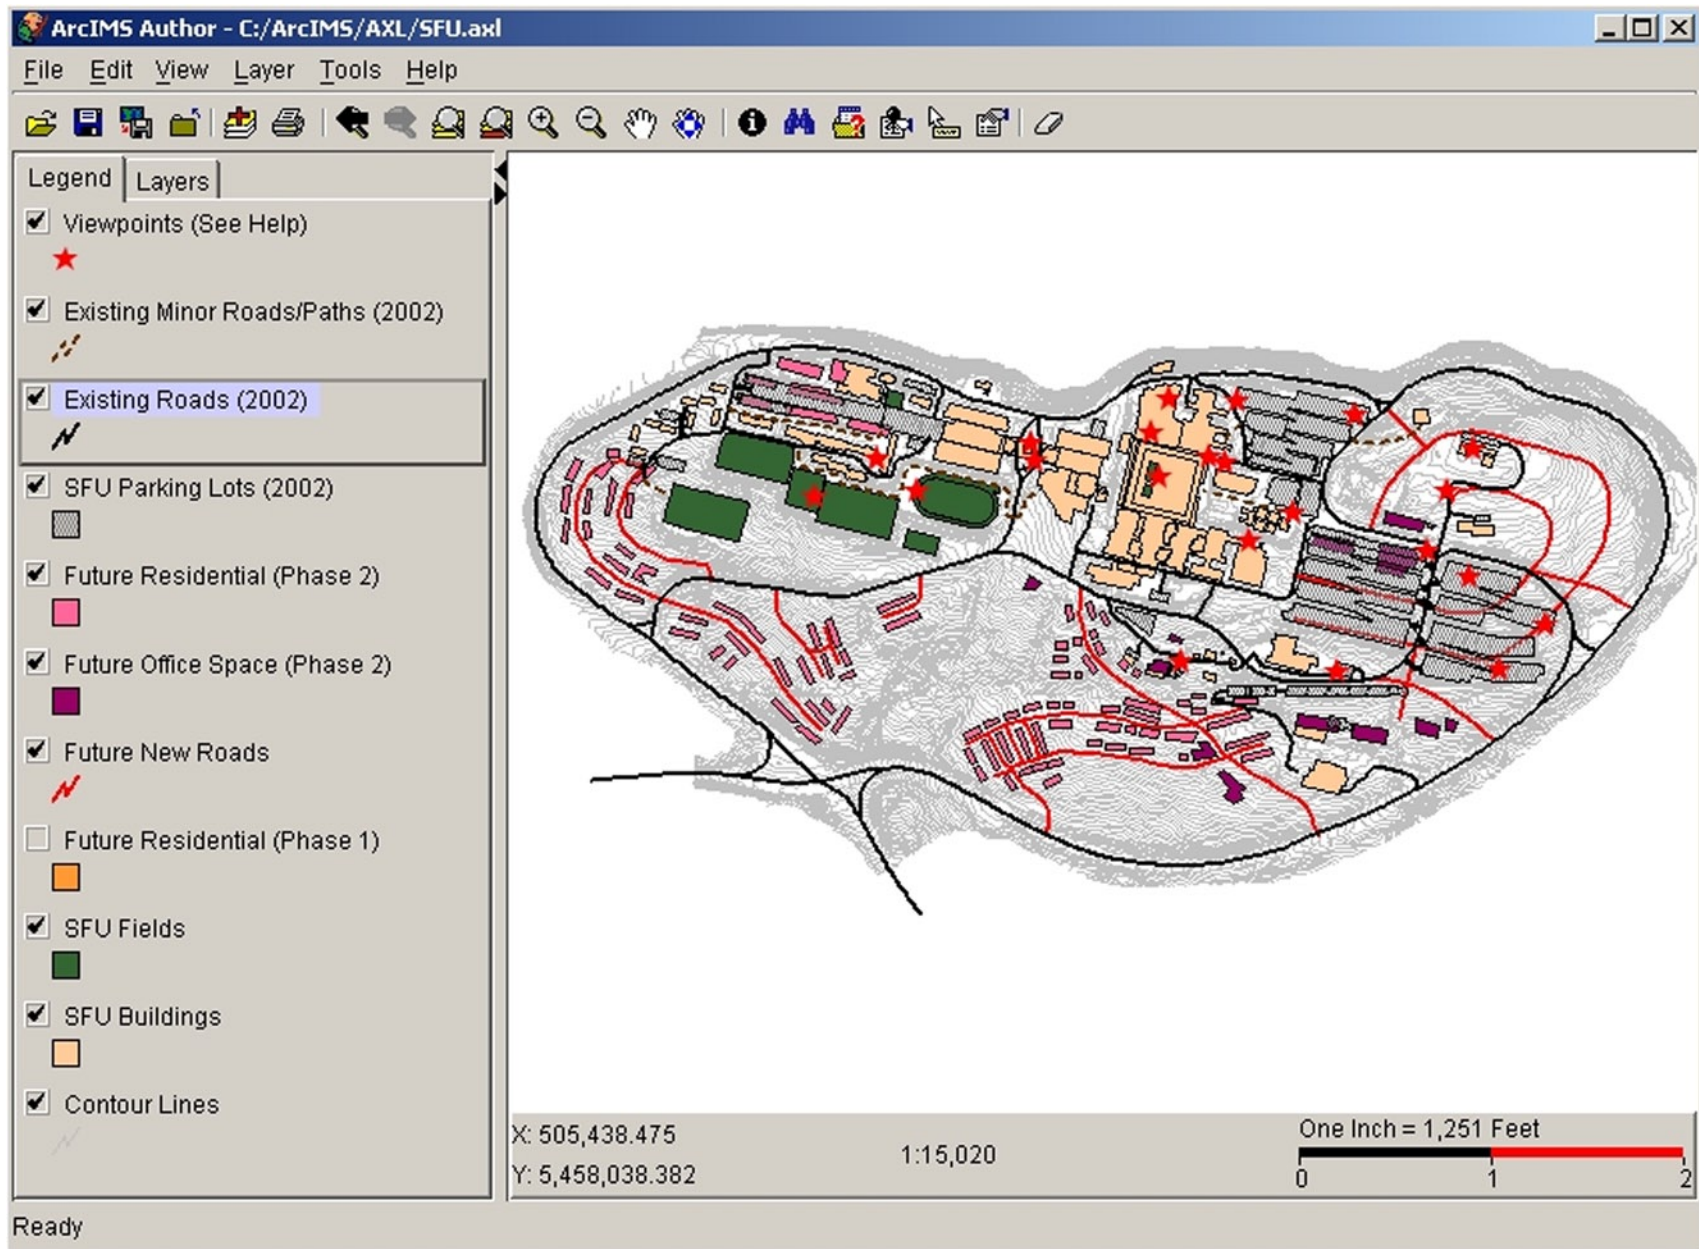 ArcIMS Author - C:/ArcIMS/AXL/SFU.axl
File Edit View Layer Tools Help
Legend Layers
Viewpoints (See Help)
Existing Minor Roads/Paths (2002)
Existing Roads (2002)
SFU Parking Lots (2002)
Future Residential (Phase 2)
Future Office Space (Phase 2)
Future New Roads
Future Residential (Phase 1)
SFU Fields
SFU Buildings
Contour Lines
X: 505,438.475
Y: 5,458,038.382
1:15,020
One Inch = 1,251 Feet
0 1 2
Ready